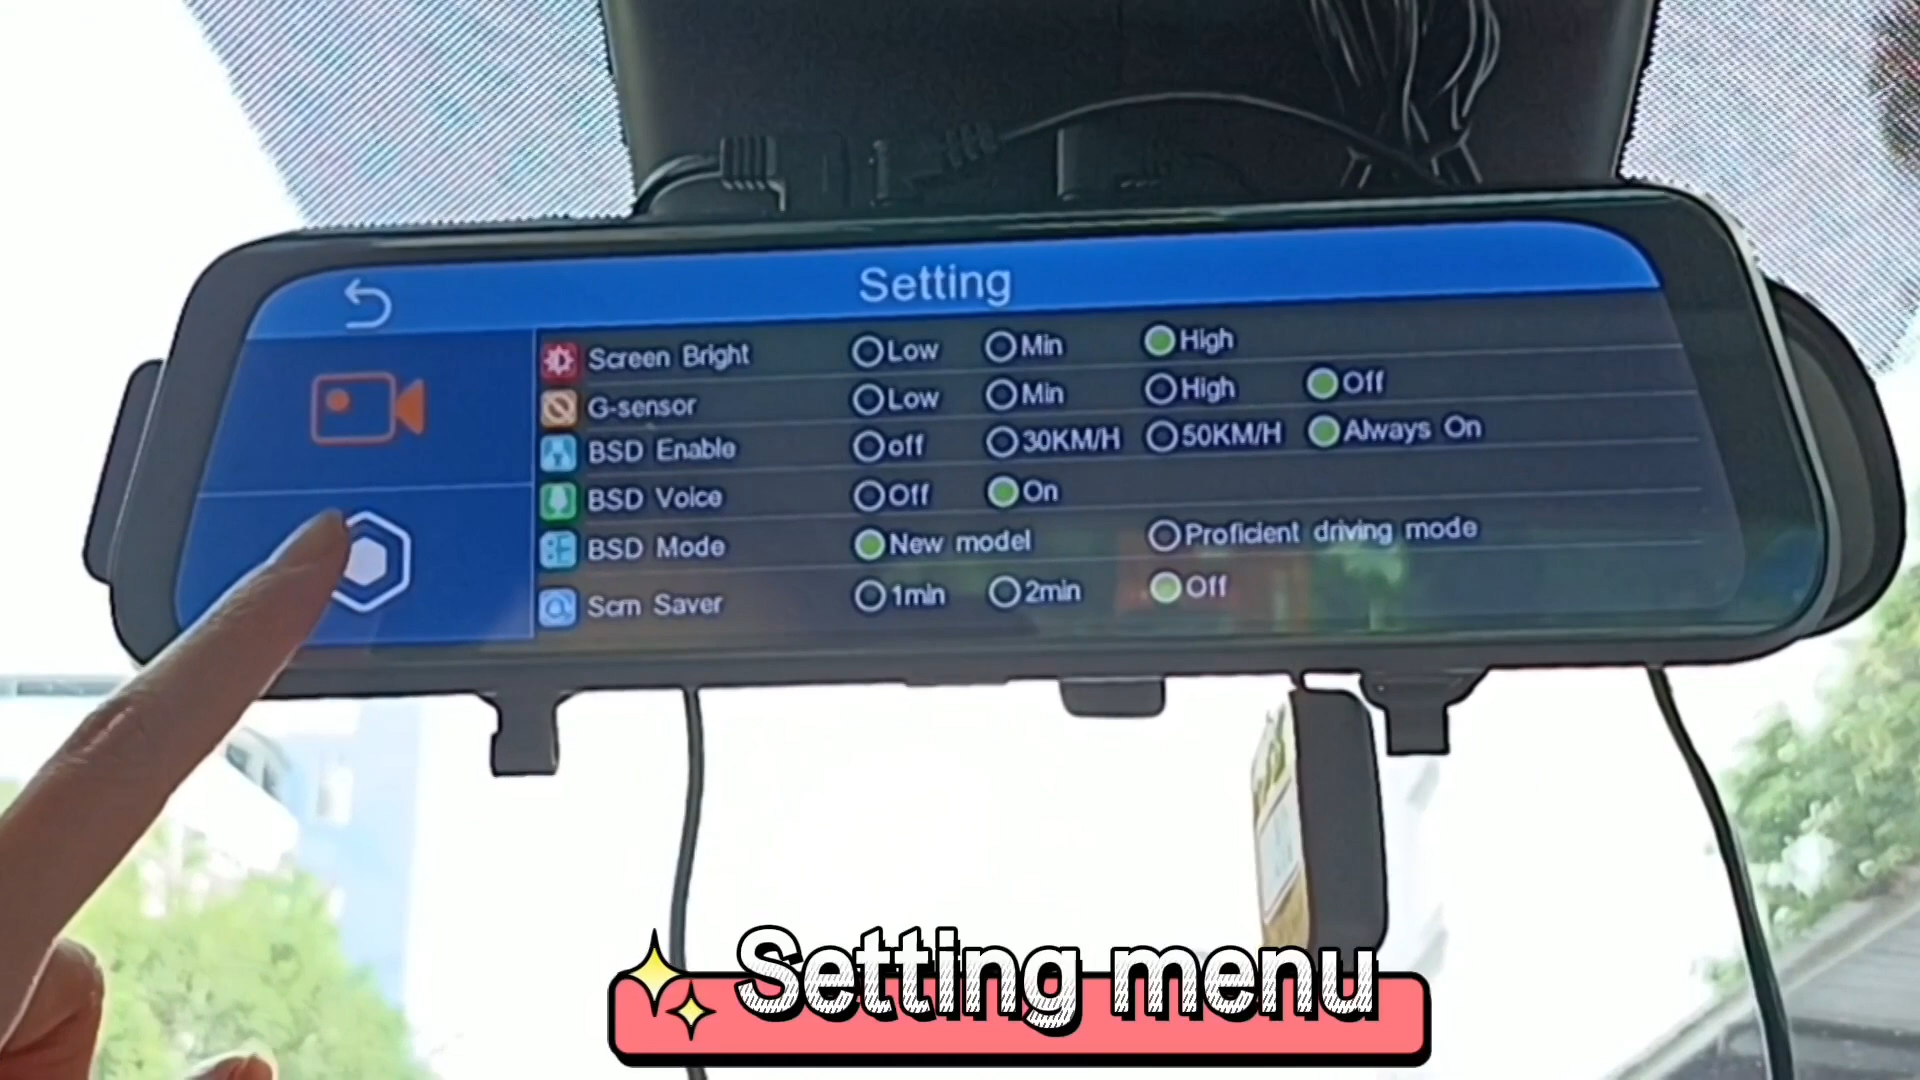 Setting
Screen Bright Low Min High
G-sensor Low Min High Off
BSD Enable off 30KM/H 50KM/H Always On
BSD Voice Off On
BSD Mode New model Proficient driving mode
Scrn Saver 1min 2min Off
Setting menu